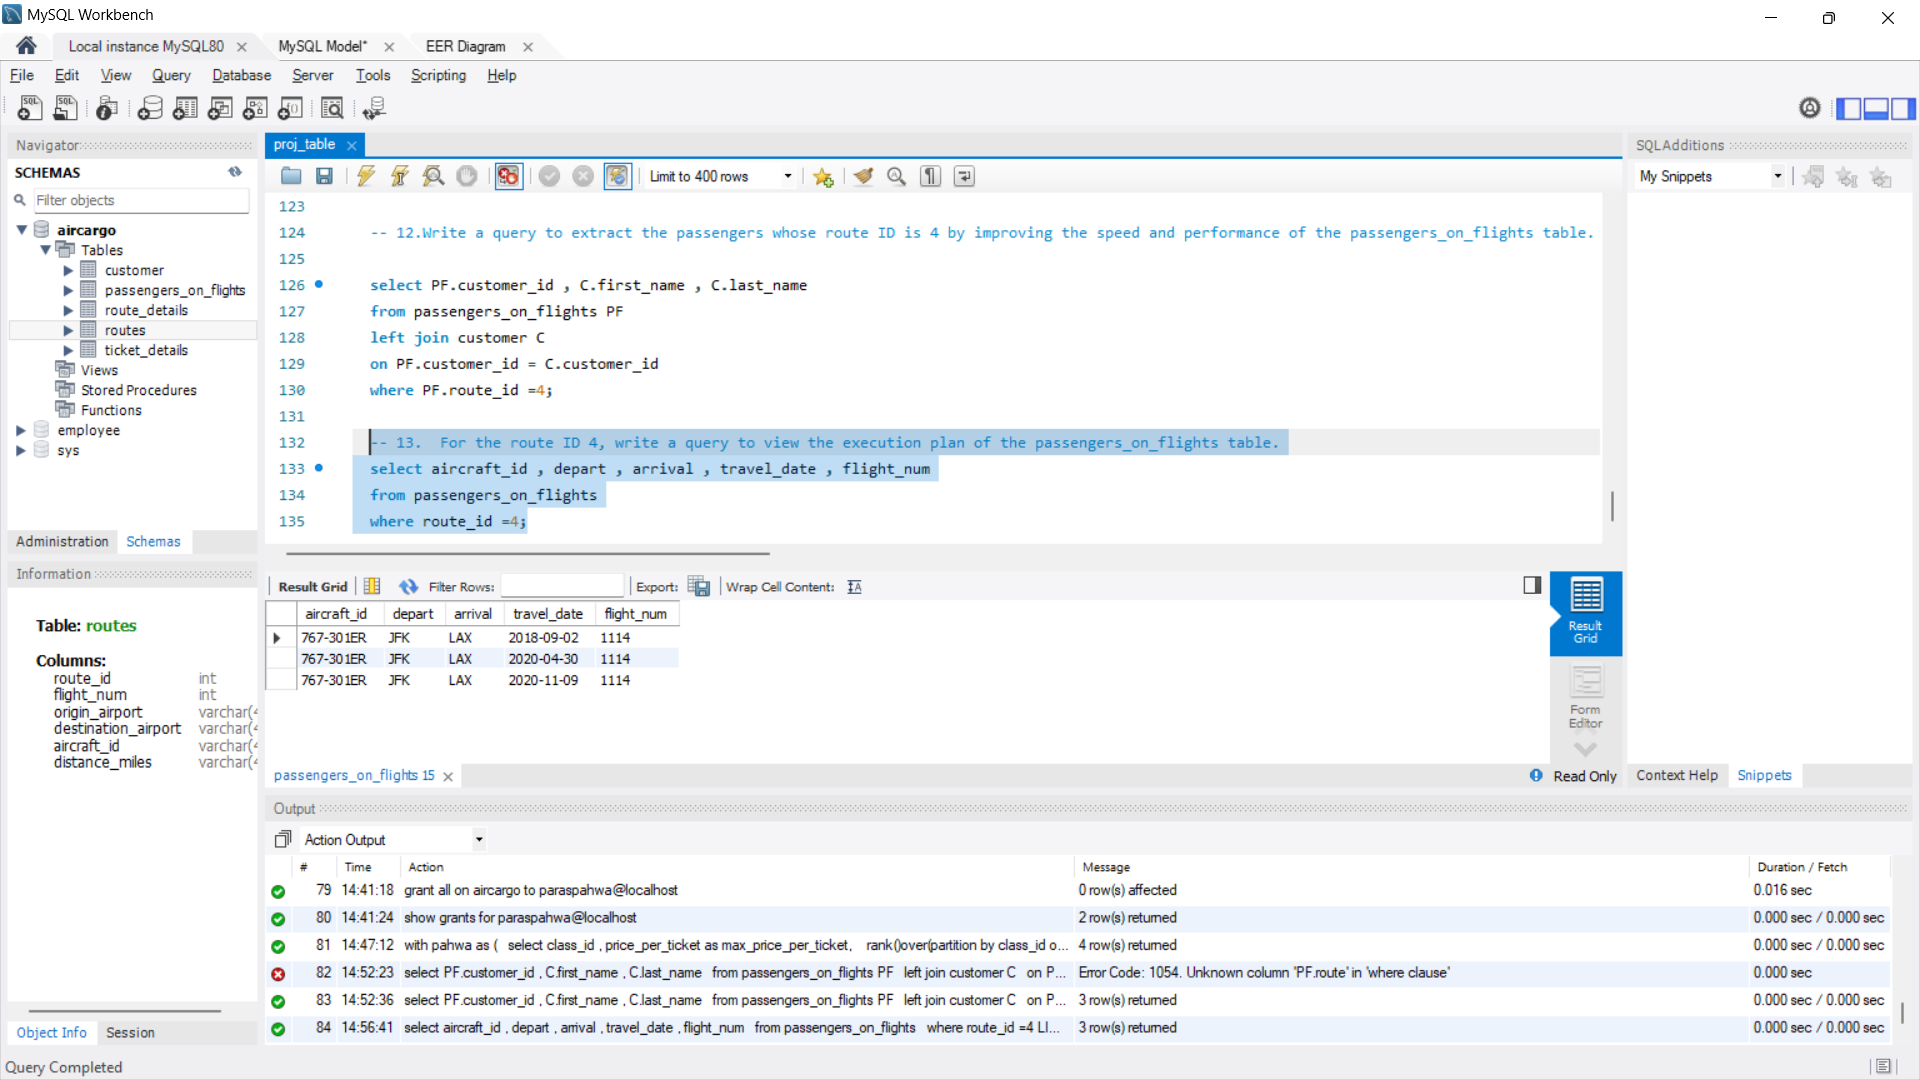 MySQL Workbench
Local instance MySQL80
MySQL Model*
EER Diagram
File Edit View Query Database Server Tools Scripting Help
Navigator
SCHEMAS
Filter objects
aircargo
Tables
customer
passengers_on_flights
route_details
routes
ticket_details
Views
Stored Procedures
Functions
employee
sys
Administration Schemas
Information
Table: routes
Columns:
route_id int
flight_num int
origin_airport varchar(4
destination_airport varchar(4
aircraft_id varchar(4
distance_miles varchar(4
Object Info Session
proj_table
Limit to 400 rows
123
124 -- 12.Write a query to extract the passengers whose route ID is 4 by improving the speed and performance of the passengers_on_flights table.
125
126 select PF.customer_id , C.first_name , C.last_name
127 from passengers_on_flights PF
128 left join customer C
129 on PF.customer_id = C.customer_id
130 where PF.route_id =4;
131
132 -- 13.  For the route ID 4, write a query to view the execution plan of the passengers_on_flights table.
133 select aircraft_id , depart , arrival , travel_date , flight_num
134 from passengers_on_flights
135 where route_id =4;
Result Grid Filter Rows: Export: Wrap Cell Content:
aircraft_id depart arrival travel_date flight_num
767-301ER JFK LAX 2018-09-02 1114
767-301ER JFK LAX 2020-04-30 1114
767-301ER JFK LAX 2020-11-09 1114
Result Grid
Form Editor
passengers_on_flights 15
Read Only
SQLAdditions
My Snippets
Context Help Snippets
Output
Action Output
# Time Action Message Duration / Fetch
79 14:41:18 grant all on aircargo to paraspahwa@localhost 0 row(s) affected 0.016 sec
80 14:41:24 show grants for paraspahwa@localhost 2 row(s) returned 0.000 sec / 0.000 sec
81 14:47:12 with pahwa as (   select class_id , price_per_ticket as max_price_per_ticket,    rank()over(partition by class_id o... 4 row(s) returned 0.000 sec / 0.000 sec
82 14:52:23 select PF.customer_id , C.first_name , C.last_name   from passengers_on_flights PF   left join customer C   on P... Error Code: 1054. Unknown column 'PF.route' in 'where clause' 0.000 sec
83 14:52:36 select PF.customer_id , C.first_name , C.last_name   from passengers_on_flights PF   left join customer C   on P... 3 row(s) returned 0.000 sec / 0.000 sec
84 14:56:41 select aircraft_id , depart , arrival , travel_date , flight_num   from passengers_on_flights   where route_id =4 LI... 3 row(s) returned 0.000 sec / 0.000 sec
Query Completed